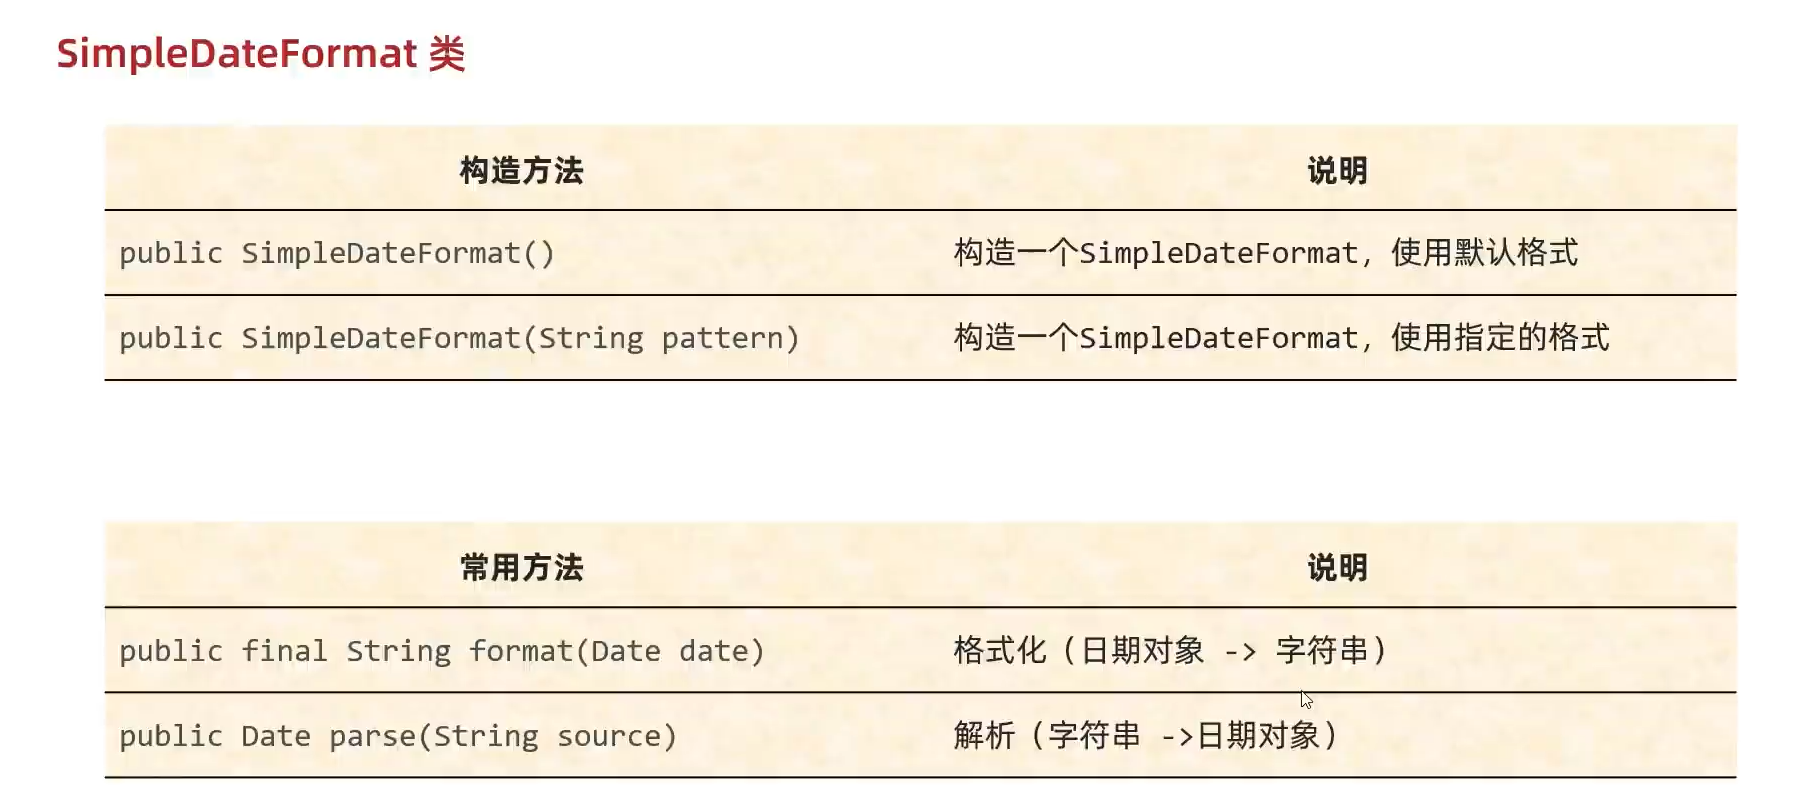 SimpleDateFormat 类
构造方法 说明
public SimpleDateFormat() 构造一个SimpleDateFormat，使用默认格式
public SimpleDateFormat(String pattern) 构造一个SimpleDateFormat，使用指定的格式
常用方法 说明
public final String format(Date date) 格式化（日期对象 -> 字符串）
public Date parse(String source) 解析（字符串 ->日期对象）